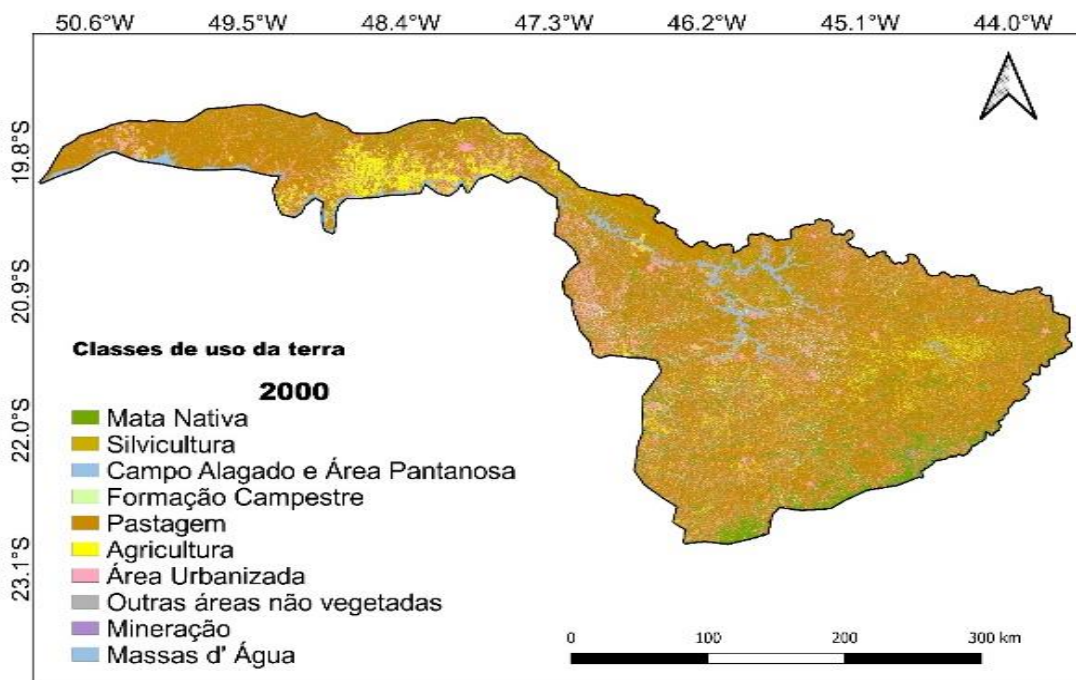 50.6°W 49.5°W 48.4°W 47.3°W 46.2°W 45.1°W 44.0°W
19.8°S
20.9°S
22.0°S
23.1°S
Classes de uso da terra
2000
Mata Nativa
Silvicultura
Campo Alagado e Área Pantanosa
Formação Campestre
Pastagem
Agricultura
Área Urbanizada
Outras áreas não vegetadas
Mineração
Massas d' Água
0 100 200 300 km